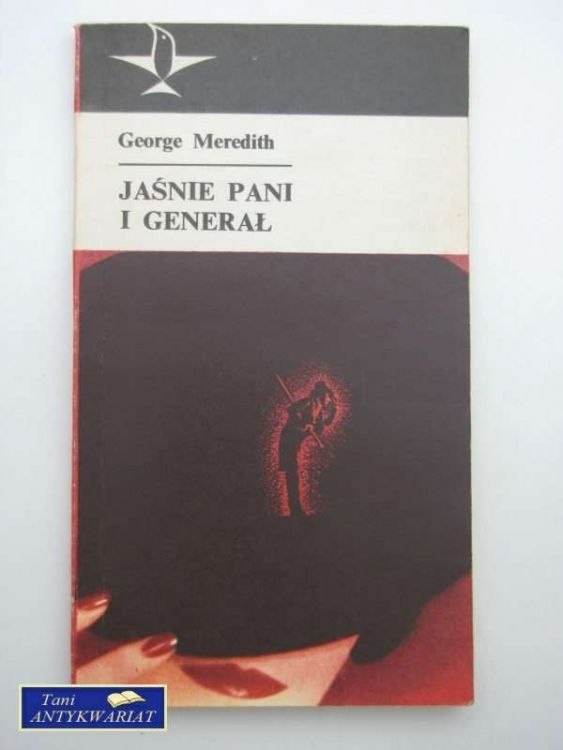 George Meredith
JAŚNIE PANI
I GENERAŁ
Tani
ANTYKWARIAT